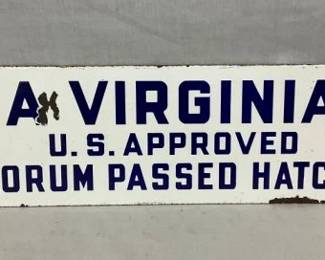 A VIRGINIA
U.S. APPROVED
ORUM PASSED HATC